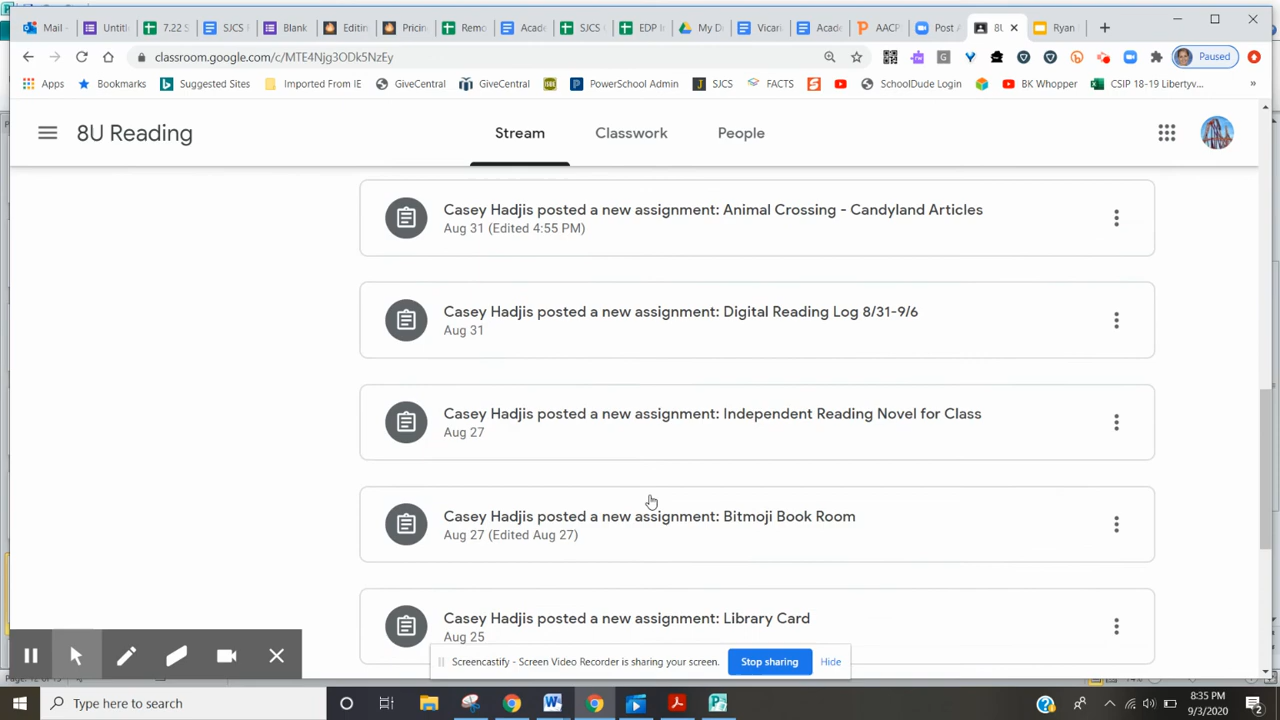 Mail -
Untitl
7.22 S
SJCS
Blank
Editin
Pricin
Remo
Acade
SJCS
EDP In
My D
Vicari
Acade
AACF
Post
8U
Ryan
classroom.google.com/c/MTE4Njg3ODk5NzEy
Paused
Apps
Bookmarks
Suggested Sites
Imported From IE
GiveCentral
GivenCentral
PowerSchool Admin
SJCS
FACTS
SchoolDude Login
BK Whopper
CSIP 18-19 Libertyv...
8U Reading
Stream
Classwork
People
Casey Hadjis posted a new assignment: Animal Crossing - Candyland Articles
Aug 31 (Edited 4:55 PM)
Casey Hadjis posted a new assignment: Digital Reading Log 8/31-9/6
Aug 31
Casey Hadjis posted a new assignment: Independent Reading Novel for Class
Aug 27
Casey Hadjis posted a new assignment: Bitmoji Book Room
Aug 27 (Edited Aug 27)
Casey Hadjis posted a new assignment: Library Card
Aug 25
Screencastify - Screen Video Recorder is sharing your screen.
Stop sharing
Hide
Type here to search
8:35 PM
9/3/2020
2